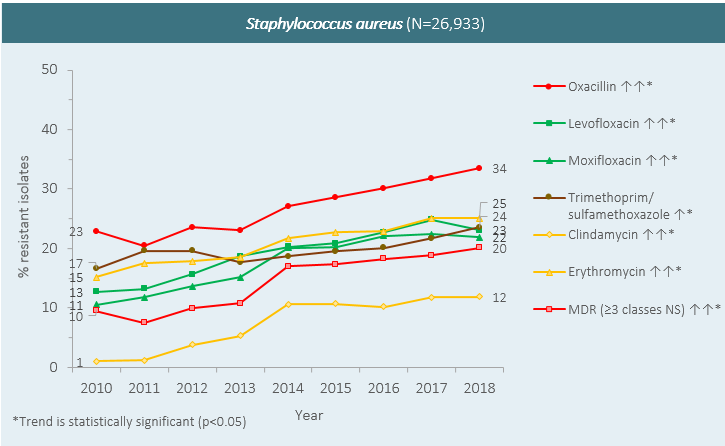 Staphylococcus aureus (N=26,933)
% resistant isolates
50
40
30
20
10
0
23
17
15
13
11
10
1
34
25
24
23
22
20
12
2010 2011 2012 2013 2014 2015 2016 2017 2018
Year
Oxacillin ↑↑*
Levofloxacin ↑↑*
Moxifloxacin ↑↑*
Trimethoprim/
sulfamethoxazole ↑*
Clindamycin ↑↑*
Erythromycin ↑↑*
MDR (≥3 classes NS) ↑↑*
*Trend is statistically significant (p<0.05)